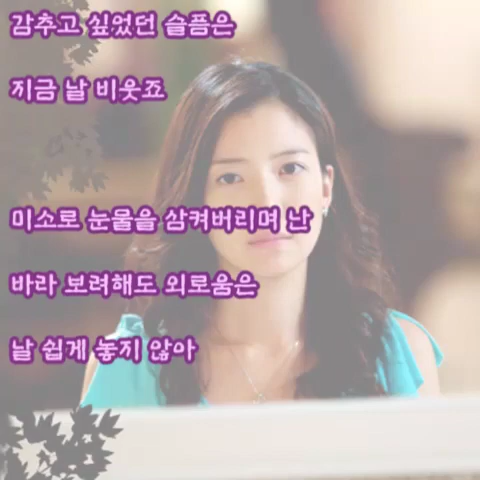 감추고 싶었던 슬픔은
지금 날 비웃죠
미소로 눈물을 삼켜버리며 난
바라 보려해도 외로움은
날 쉽게 놓지 않아